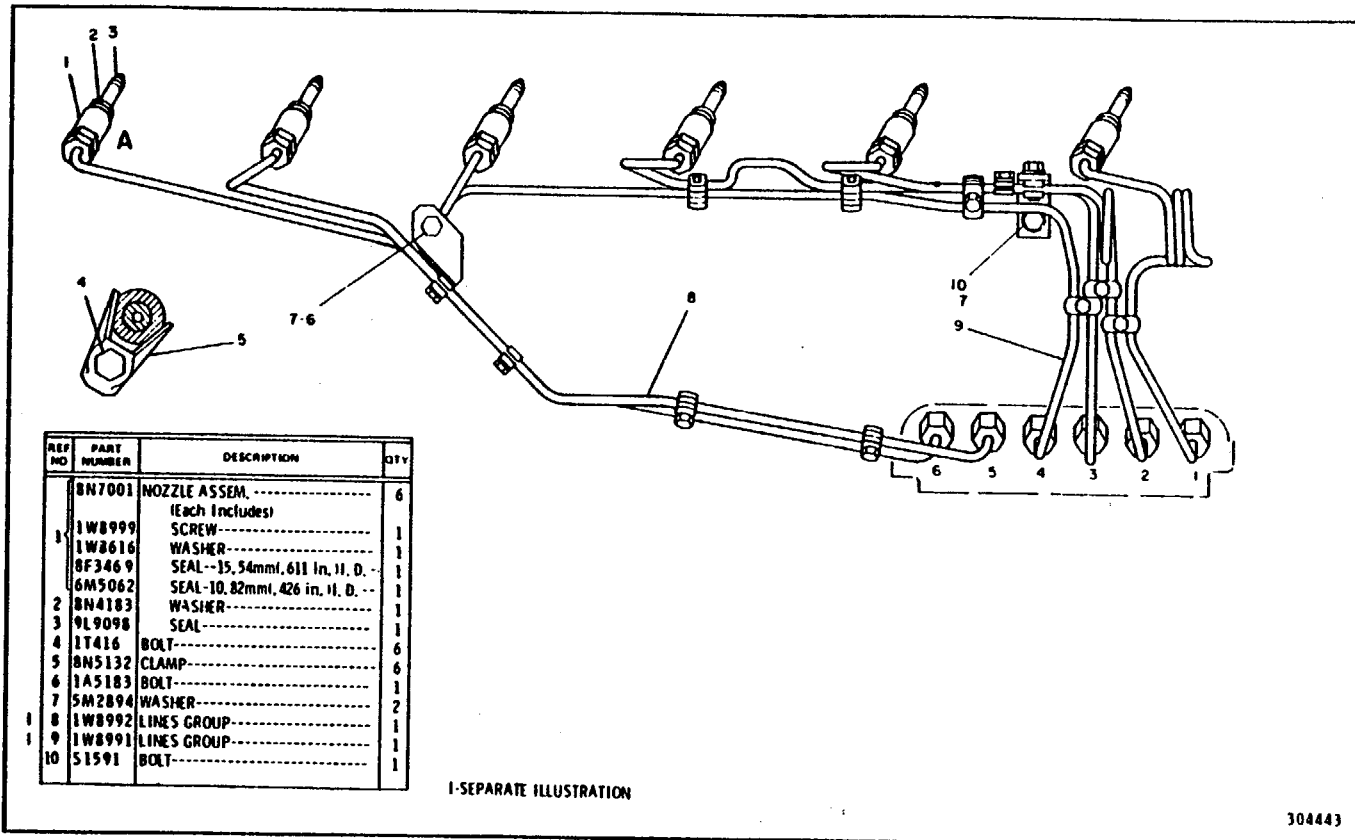 2 3
1
A
4
5
7-6
8
10
7
9
6 5 4 3 2 1
REF NO PART NUMBER DESCRIPTION QTY
8N7001 NOZZLE ASSEM. 6
(Each Includes)
1 1W8999 SCREW 1
1W8616 WASHER 1
8F3469 SEAL--15.54mm(.611 in.)I. D. 1
6M5062 SEAL-10.82mm(.426 in.)I. D. 1
2 8N4183 WASHER 1
3 9L9098 SEAL 1
4 1T416 BOLT 6
5 8N5132 CLAMP 6
6 1A5183 BOLT 1
7 5M2894 WASHER 2
1 8 1W8992 LINES GROUP 1
1 9 1W8991 LINES GROUP 1
10 S1591 BOLT 1
1-SEPARATE ILLUSTRATION
304443